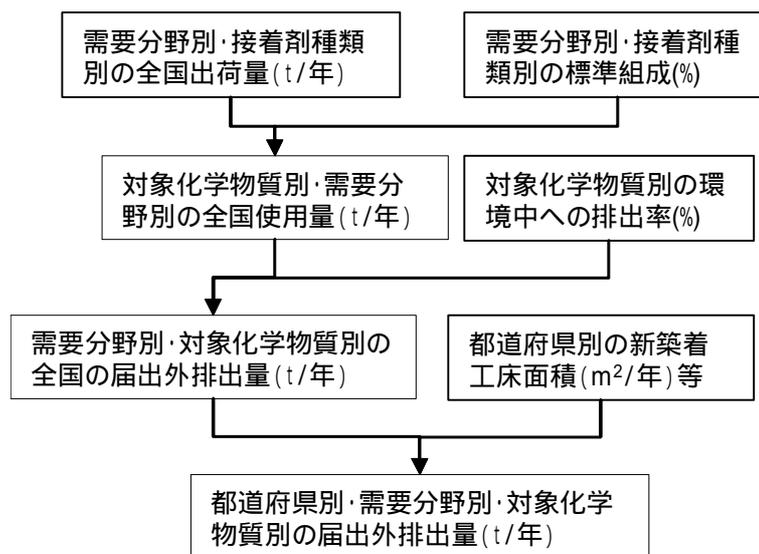 需要分野別・接着剤種類
別の全国出荷量(t/年)
需要分野別・接着剤種
類別の標準組成(%)
対象化学物質別・需要分
野別の全国使用量(t/年)
対象化学物質別の環
境中への排出率(%)
需要分野別・対象化学物質別の
全国の届出外排出量(t/年)
都道府県別の新築着
工床面積(m²/年)等
都道府県別・需要分野別・対象化学
物質別の届出外排出量(t/年)